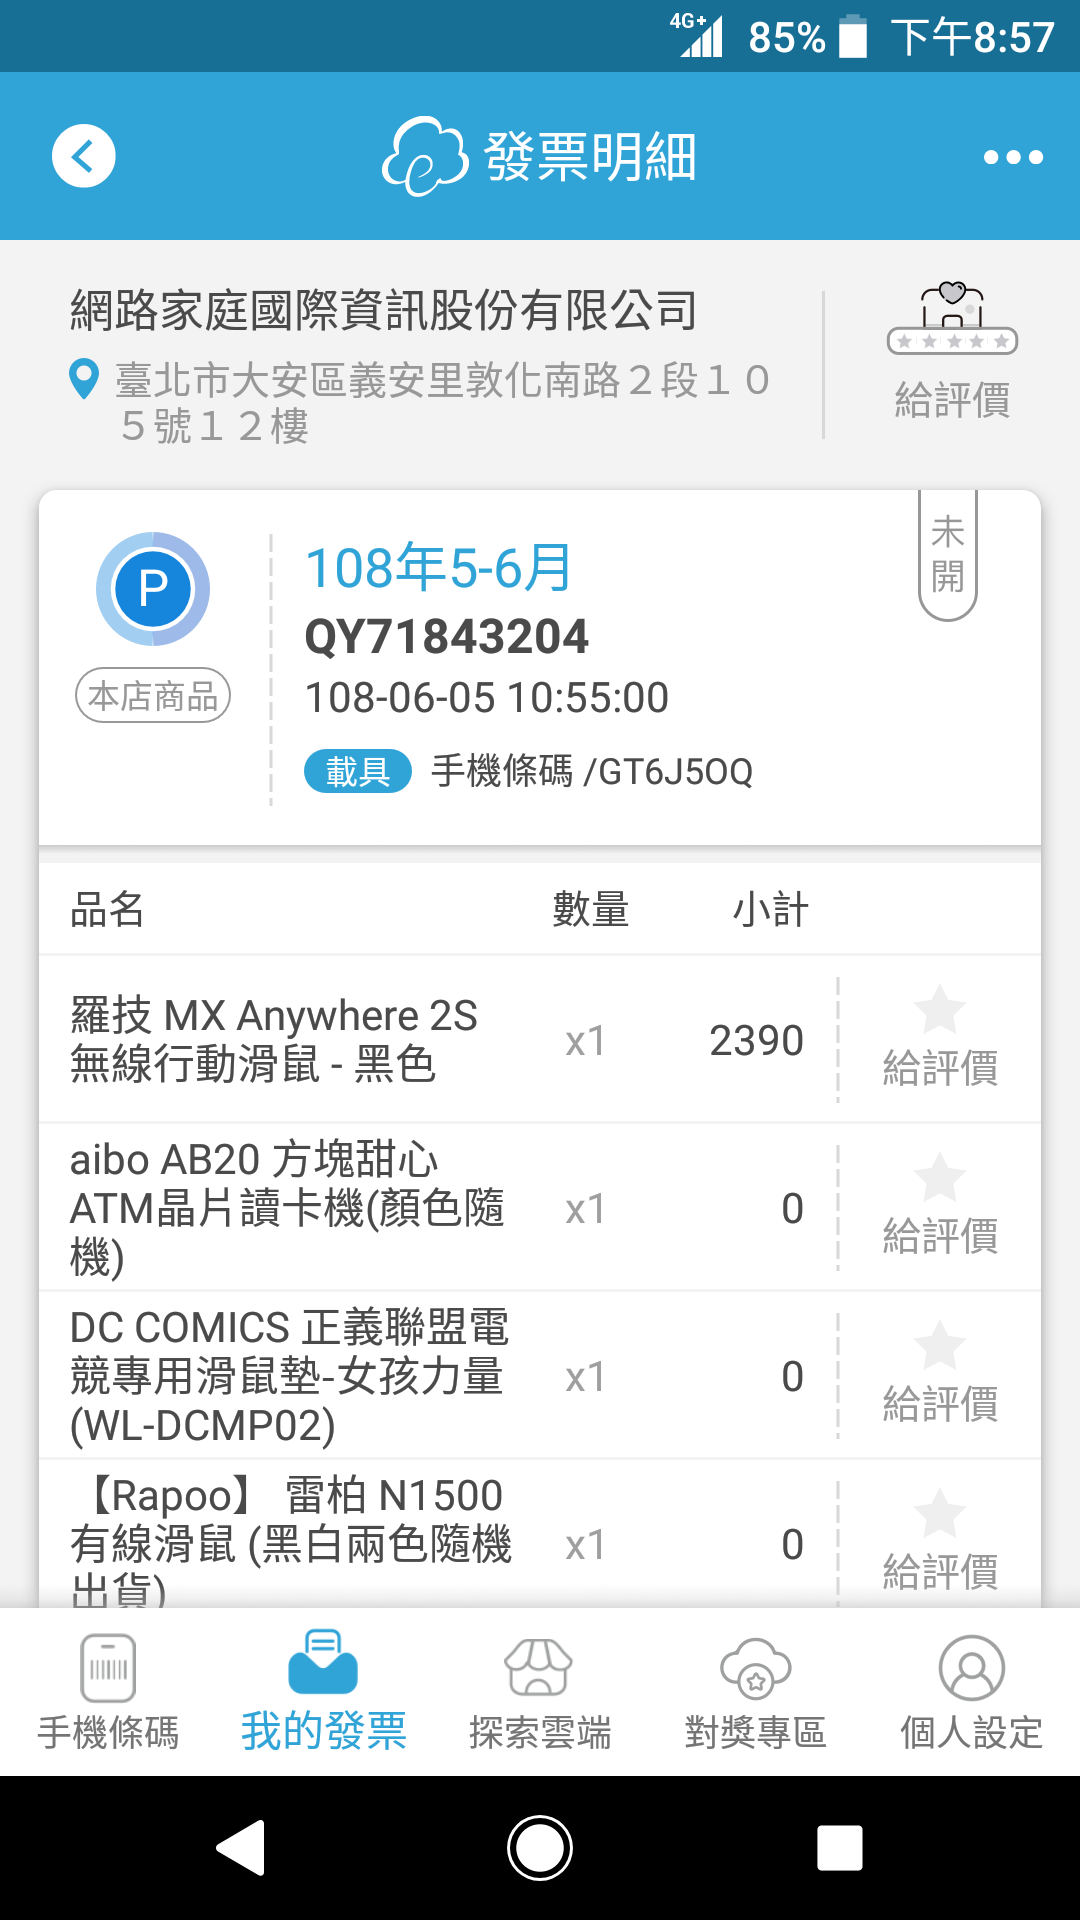 4G+ 85% 下午8:57
發票明細
網路家庭國際資訊股份有限公司
臺北市大安區義安里敦化南路２段１０
５號１２樓
給評價
未
開
P
本店商品
108年5-6月
QY71843204
108-06-05 10:55:00
載具 手機條碼 /GT6J5OQ
品名 數量 小計
羅技 MX Anywhere 2S
無線行動滑鼠 - 黑色
x1 2390 給評價
aibo AB20 方塊甜心
ATM晶片讀卡機(顏色隨
機)
x1 0 給評價
DC COMICS 正義聯盟電
競專用滑鼠墊-女孩力量
(WL-DCMP02)
x1 0 給評價
【Rapoo】 雷柏 N1500
有線滑鼠 (黑白兩色隨機
出貨)
x1 0 給評價
手機條碼 我的發票 探索雲端 對獎專區 個人設定